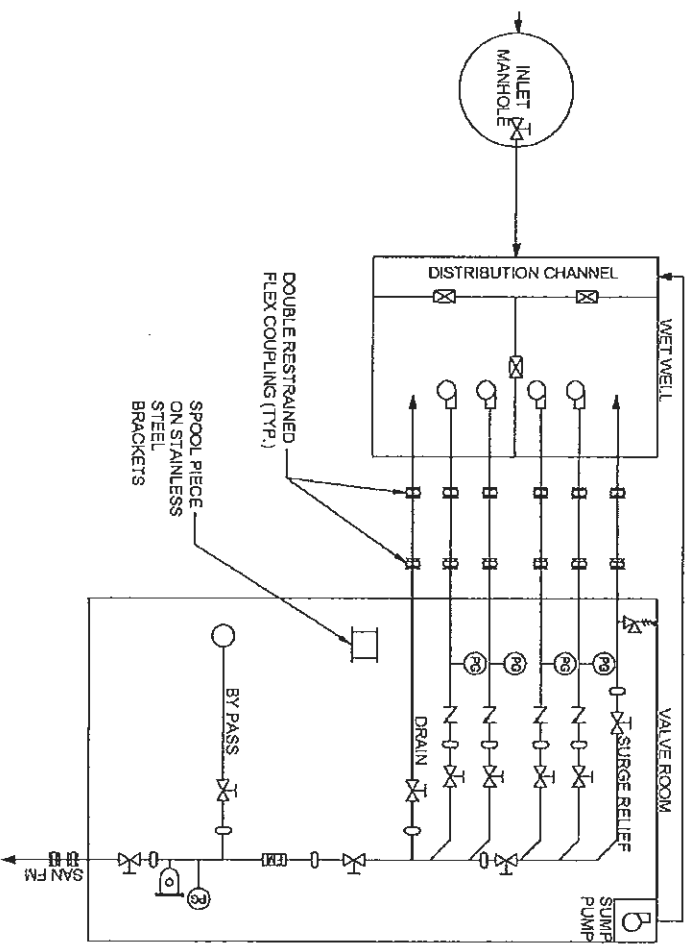 INLET
MANHOLE
DISTRIBUTION CHANNEL
WET WELL
DOUBLE RESTRAINED
FLEX COUPLING (TYP.)
SPOOL PIECE
ON STAINLESS
STEEL
BRACKETS
VALVE ROOM
SURGE RELIEF
PG
PG
PG
PG
DRAIN
BY PASS
FM
PG
SUMP
PUMP
SAN FM